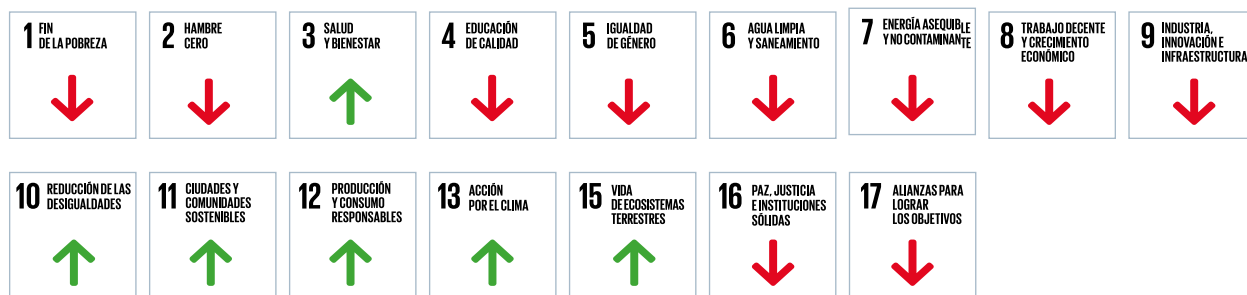 1 FIN
DE LA POBREZA
2 HAMBRE
CERO
3 SALUD
Y BIENESTAR
4 EDUCACIÓN
DE CALIDAD
5 IGUALDAD
DE GÉNERO
6 AGUA LIMPIA
Y SANEAMIENTO
7 ENERGÍA ASEQUIBLE
Y NO CONTAMINANTE
8 TRABAJO DECENTE
Y CRECIMIENTO
ECONÓMICO
9 INDUSTRIA,
INNOVACIÓN E
INFRAESTRUCTURA
10 REDUCCIÓN DE LAS
DESIGUALDADES
11 CIUDADES Y
COMUNIDADES
SOSTENIBLES
12 PRODUCCIÓN
Y CONSUMO
RESPONSABLES
13 ACCIÓN
POR EL CLIMA
15 VIDA
DE ECOSISTEMAS
TERRESTRES
16 PAZ, JUSTICIA
E INSTITUCIONES
SÓLIDAS
17 ALIANZAS PARA
LOGRAR
LOS OBJETIVOS